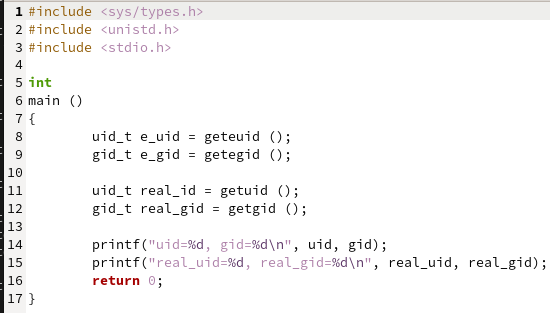 1 #include <sys/types.h>
2 #include <unistd.h>
3 #include <stdio.h>
4
5 int
6 main ()
7 {
8 uid_t e_uid = geteuid ();
9 gid_t e_gid = getegid ();
10
11 uid_t real_id = getuid ();
12 gid_t real_gid = getgid ();
13
14 printf("uid=%d, gid=%d\n", uid, gid);
15 printf("real_uid=%d, real_gid=%d\n", real_uid, real_gid);
16 return 0;
17 }